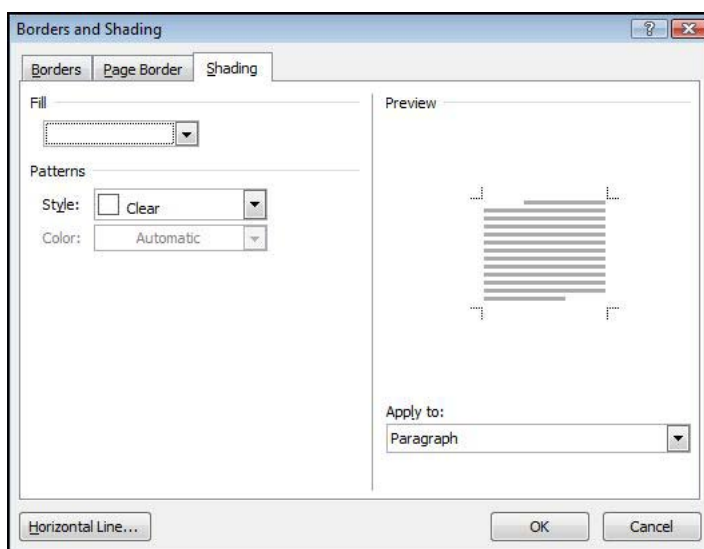 Borders and Shading
Borders Page Border Shading
Fill
Patterns
Style: Clear
Color: Automatic
Preview
Apply to:
Paragraph
Horizontal Line... OK Cancel